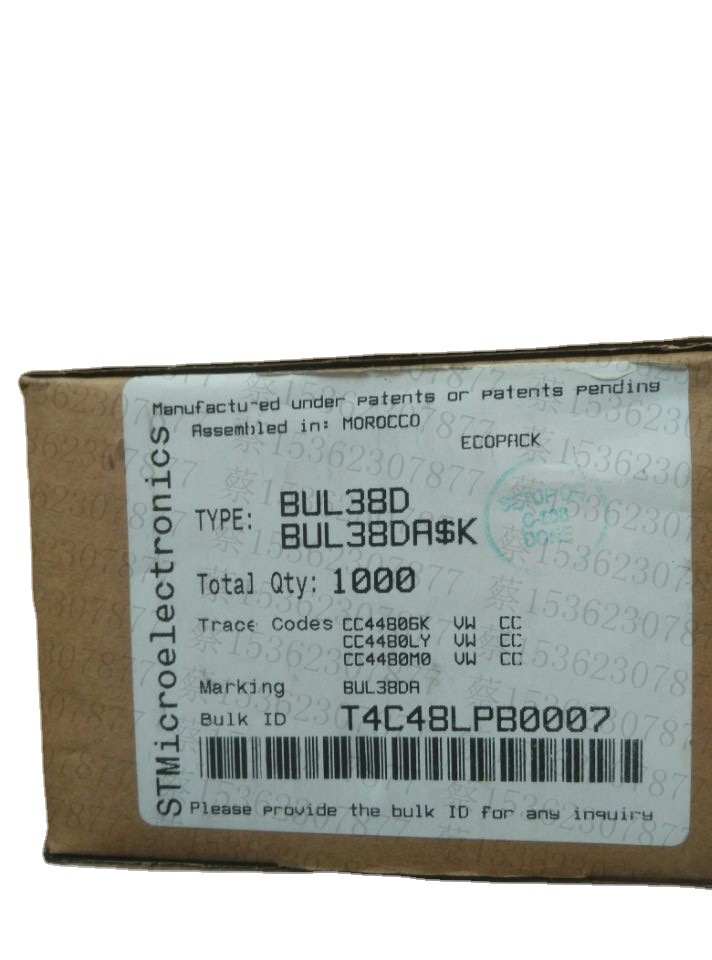 Manufactured under patents or patents pending
Assembled in: MOROCCO
ECOPACK
STMicroelectronics
TYPE: BUL38D
BUL38DA$K
Total Qty: 1000
Trace Codes CC44806K VW CC
CC4480LY VW CC
CC4480M0 VW CC
Marking BUL38DA
Bulk ID T4C48LPB0007
Please provide the bulk ID for any inquiry
蔡15362307877